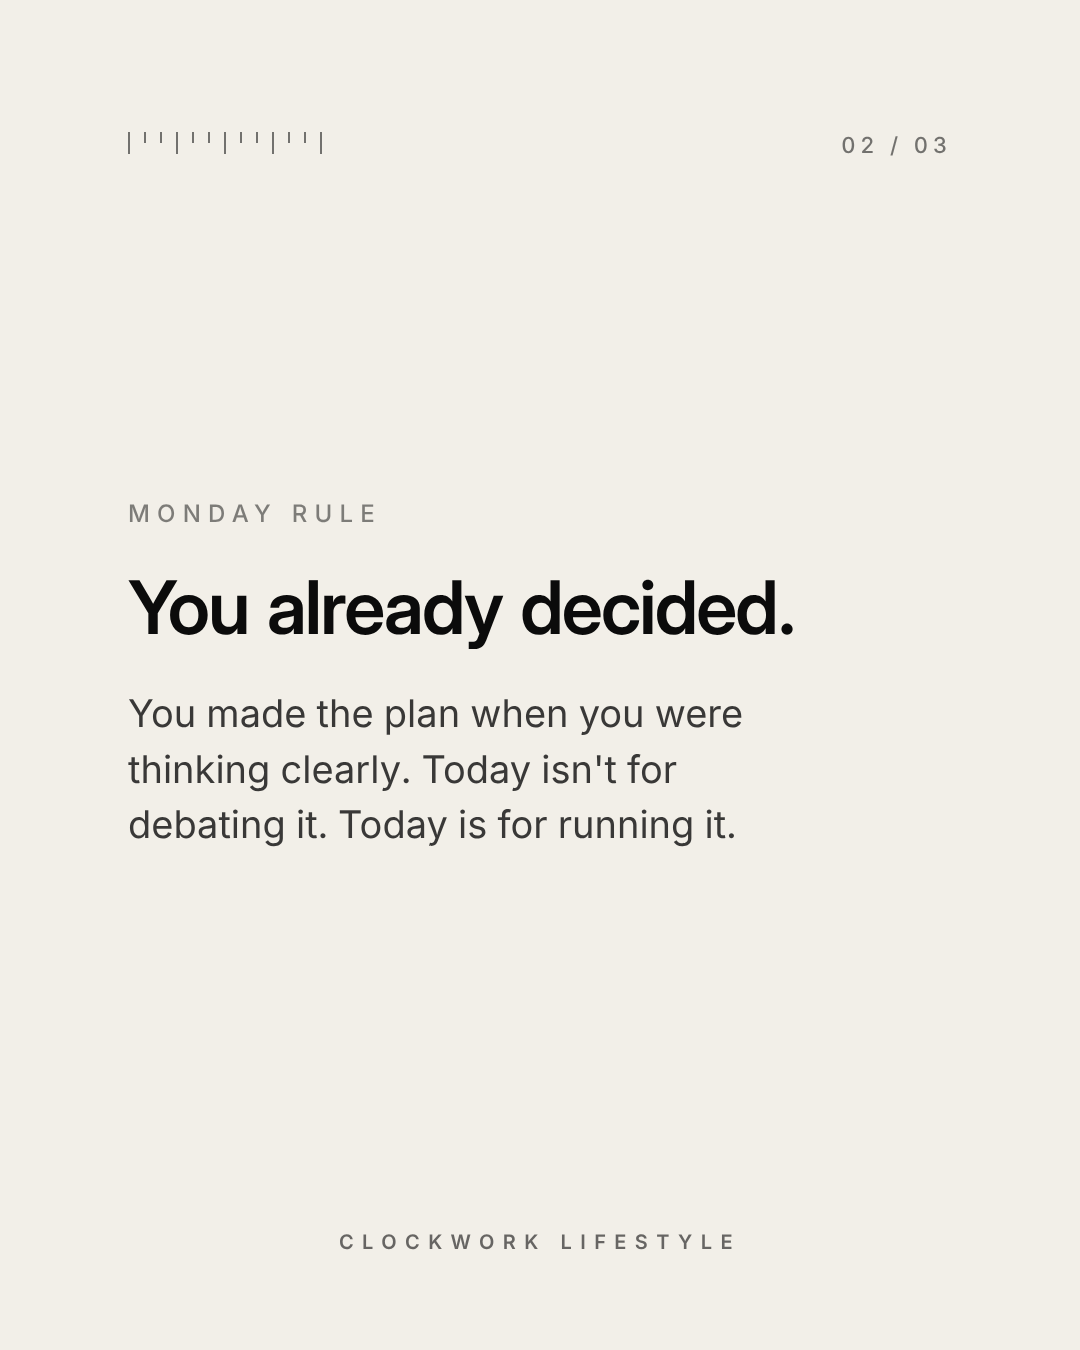 02 / 03
MONDAY RULE
You already decided.
You made the plan when you were
thinking clearly. Today isn't for
debating it. Today is for running it.
CLOCKWORK LIFESTYLE